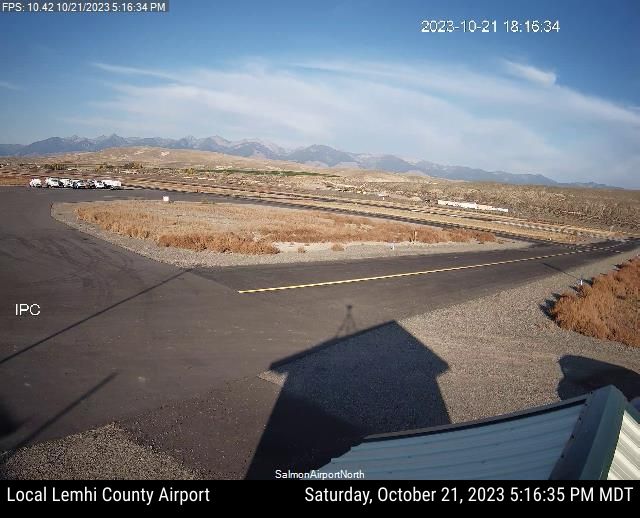 FPS: 10.42 10/21/2023 5:16:34 PM
2023-10-21 18:16:34
IPC
SalmonAirportNorth
Local Lemhi County Airport
Saturday, October 21, 2023 5:16:35 PM MDT